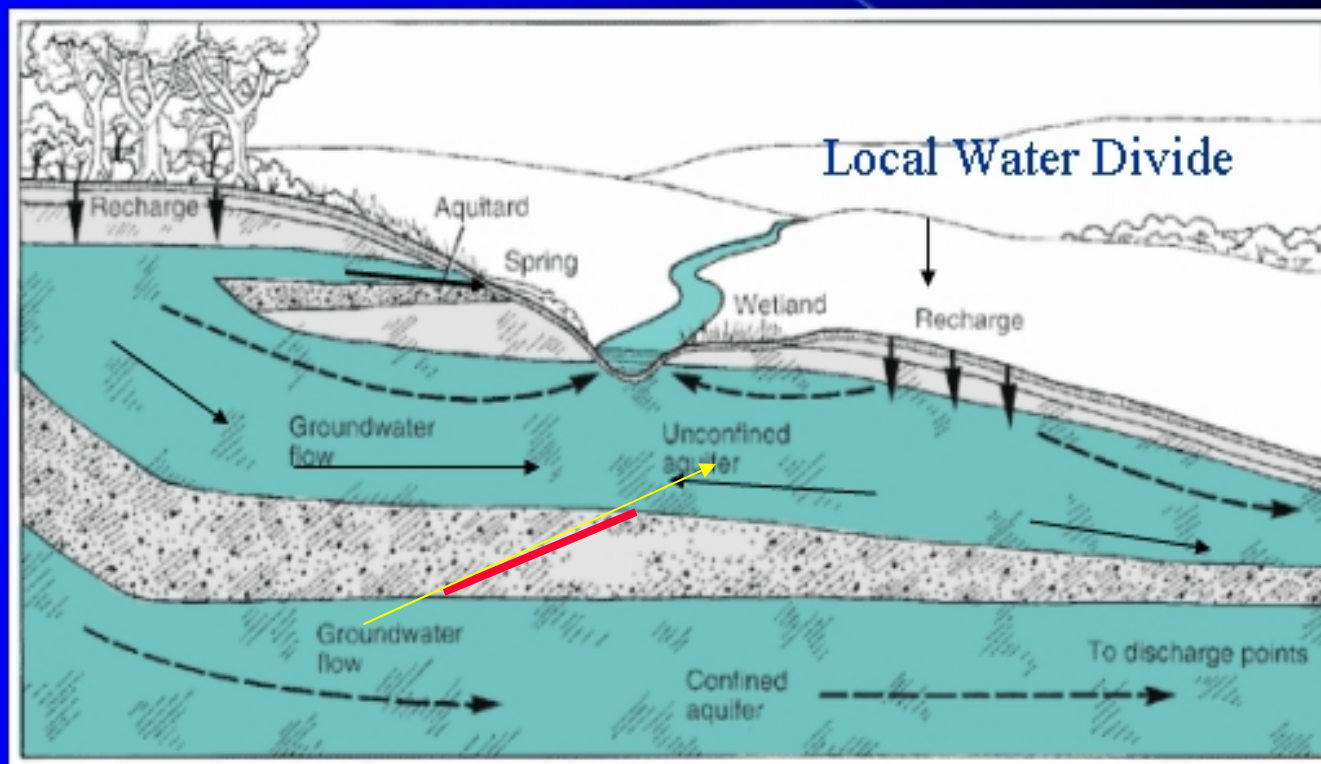 Local Water Divide
Recharge
Aquitard
Spring
Wetland
Recharge
Groundwater
flow
Unconfined
aquifer
Groundwater
flow
To discharge points
Confined
aquifer